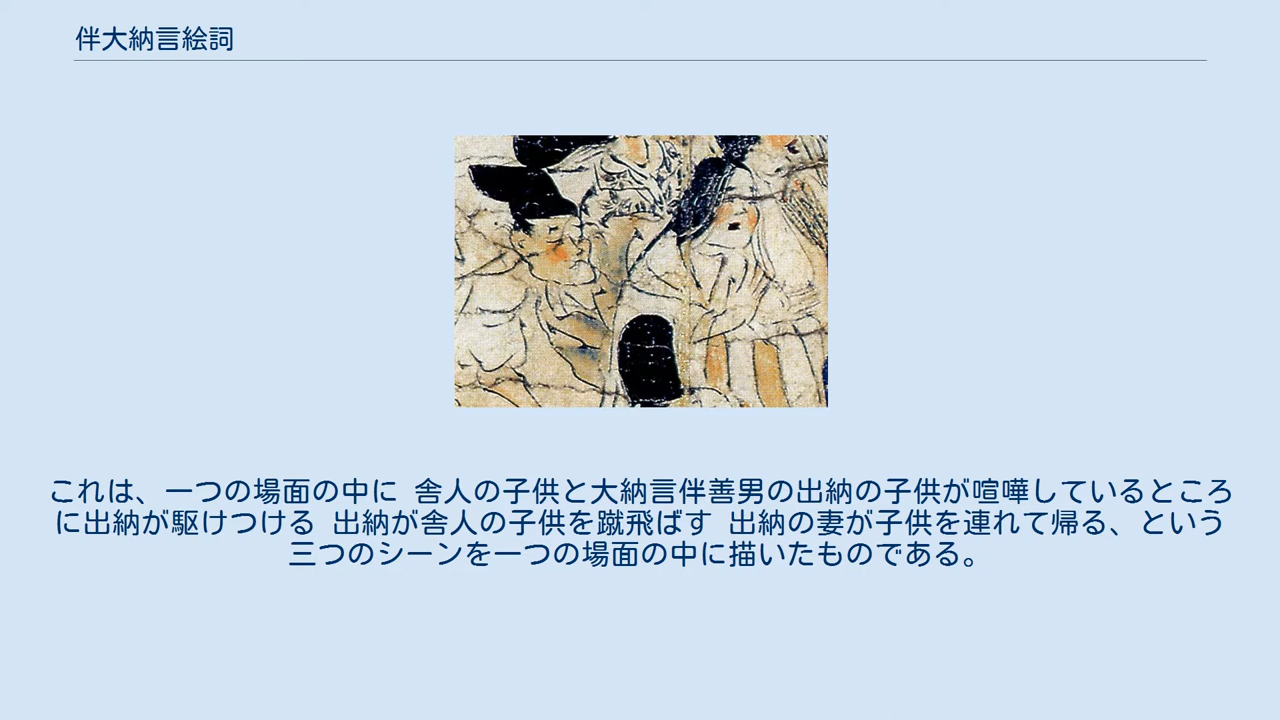 伴大納言絵詞
これは、一つの場面の中に 舎人の子供と大納言伴善男の出納の子供が喧嘩しているところ
に出納が駆けつける 出納が舎人の子供を蹴飛ばす 出納の妻が子供を連れて帰る、という
三つのシーンを一つの場面の中に描いたものである。